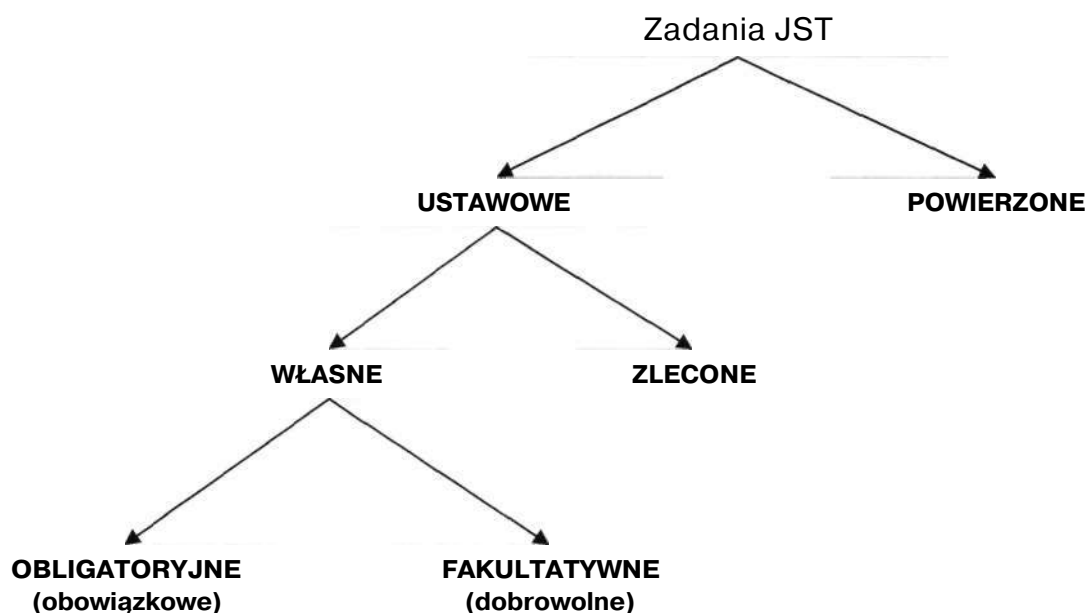 Zadania JST
USTAWOWE
POWIERZONE
WŁASNE
ZLECONE
OBLIGATORYJNE
(obowiązkowe)
FAKULTATYWNE
(dobrowolne)